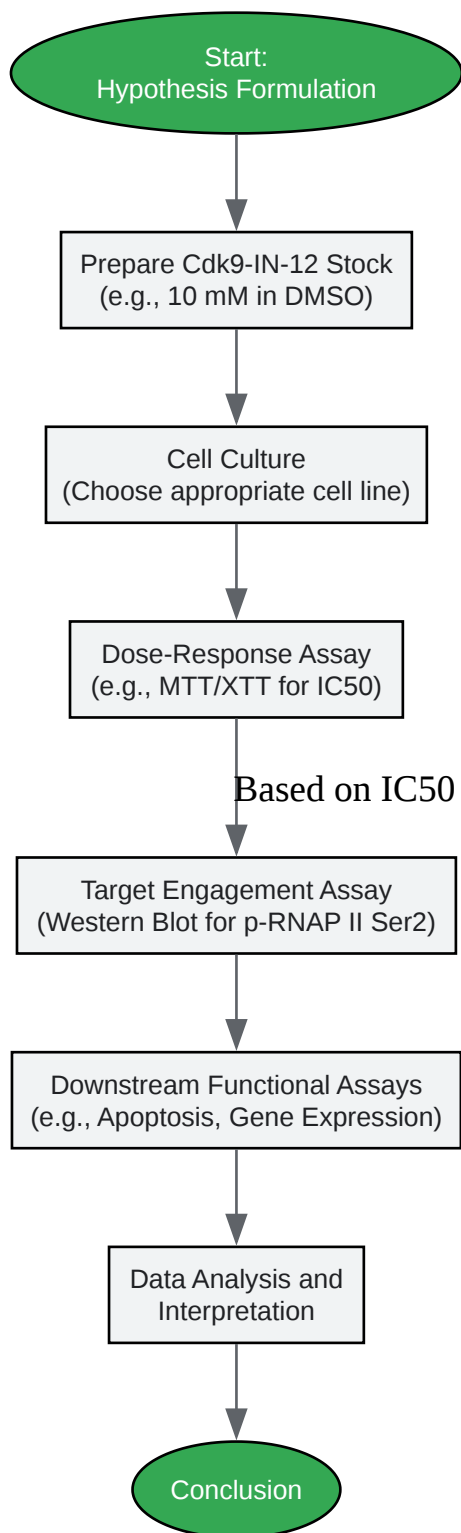 Start:
Hypothesis Formulation
Prepare Cdk9-IN-12 Stock
(e.g., 10 mM in DMSO)
Cell Culture
(Choose appropriate cell line)
Dose-Response Assay
(e.g., MTT/XTT for IC50)
Based on IC50
Target Engagement Assay
(Western Blot for p-RNAP II Ser2)
Downstream Functional Assays
(e.g., Apoptosis, Gene Expression)
Data Analysis and
Interpretation
Conclusion